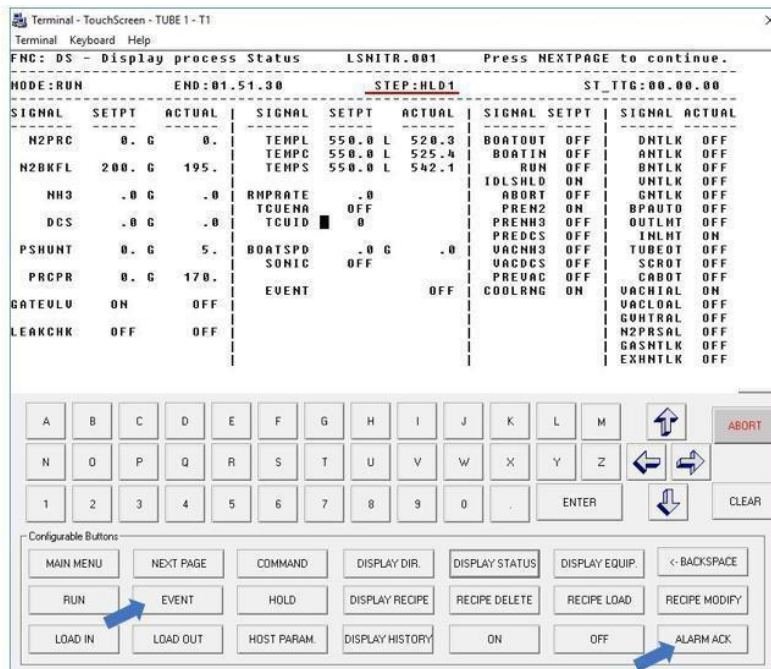 Terminal - TouchScreen - TUBE 1 - T1
Terminal Keyboard Help
FNC: DS - Display process Status LSNITR.001 Press NEXTPAGE to continue.
MODE:RUN END:01.51.30 STEP:HLD1 ST_TTG:00.00.00
SIGNAL SETPT ACTUAL | SIGNAL SETPT ACTUAL | SIGNAL SETPT | SIGNAL ACTUAL
N2PRC 0. G 0. | TEMPL 550.0 L 520.3 | BOATOUT OFF | DNTLK OFF
| TEMPC 550.0 L 525.4 | BOATIN OFF | ANTLK OFF
N2BKFL 200. G 195. | TEMPS 550.0 L 542.1 | RUN OFF | BNTLK OFF
| IDLSHLD ON | VNTLK OFF
NH3 .0 G .0 | RMPRATE .0 | ABORT OFF | GNTLK OFF
| TCUENA OFF | PREN2 ON | BPAUTO OFF
DCS .0 G .0 | TCUID 0 | PRENH3 OFF | OUTLMT OFF
| PREDCS OFF | INLMT ON
PSHUNT 0. G 5. | BOATSPD .0 G .0 | VACNH3 OFF | TUBEOT OFF
| SONIC OFF | VACDCS OFF | SCROT OFF
PRCPR 0. G 170. | PREVAC OFF | CABOT OFF
| EVENT OFF | COOLRNG ON | VACHIAL ON
GATEVLV ON OFF | VACLOAL OFF
| GVHTRAL OFF
LEAKCHK OFF OFF | N2PRSAL OFF
| GASNTLK OFF
| EXHNTLK OFF
A B C D E F G H I J K L M ABORT
N O P Q R S T U V W X Y Z
1 2 3 4 5 6 7 8 9 0 . ENTER CLEAR
Configurable Buttons
MAIN MENU NEXT PAGE COMMAND DISPLAY DIR. DISPLAY STATUS DISPLAY EQUIP. <- BACKSPACE
RUN EVENT HOLD DISPLAY RECIPE RECIPE DELETE RECIPE LOAD RECIPE MODIFY
LOAD IN LOAD OUT HOST PARAM. DISPLAY HISTORY ON OFF ALARM ACK